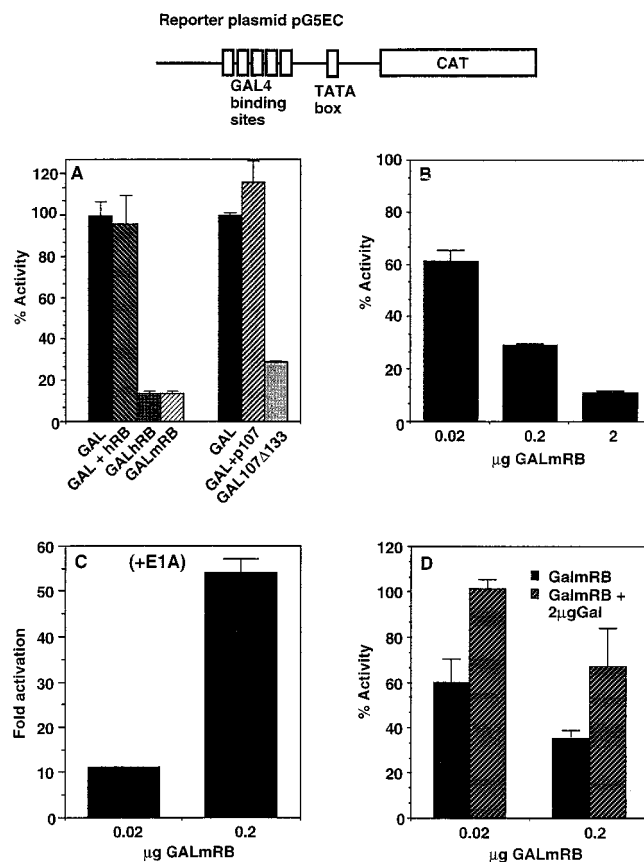 Reporter plasmid pG5EC
GAL4
binding
sites
TATA
box
CAT
A
% Activity
120
100
80
60
40
20
0
GAL
GAL + hRB
GALhRB
GALmRB
GAL
GAL+p107
GAL107Δ133
B
% Activity
100
80
60
40
20
0
0.02
0.2
2
µg GALmRB
C
(+E1A)
Fold activation
60
50
40
30
20
10
0
0.02
0.2
µg GALmRB
D
GalmRB
GalmRB +
2µgGal
% Activity
120
100
80
60
40
20
0
0.02
0.2
µg GALmRB